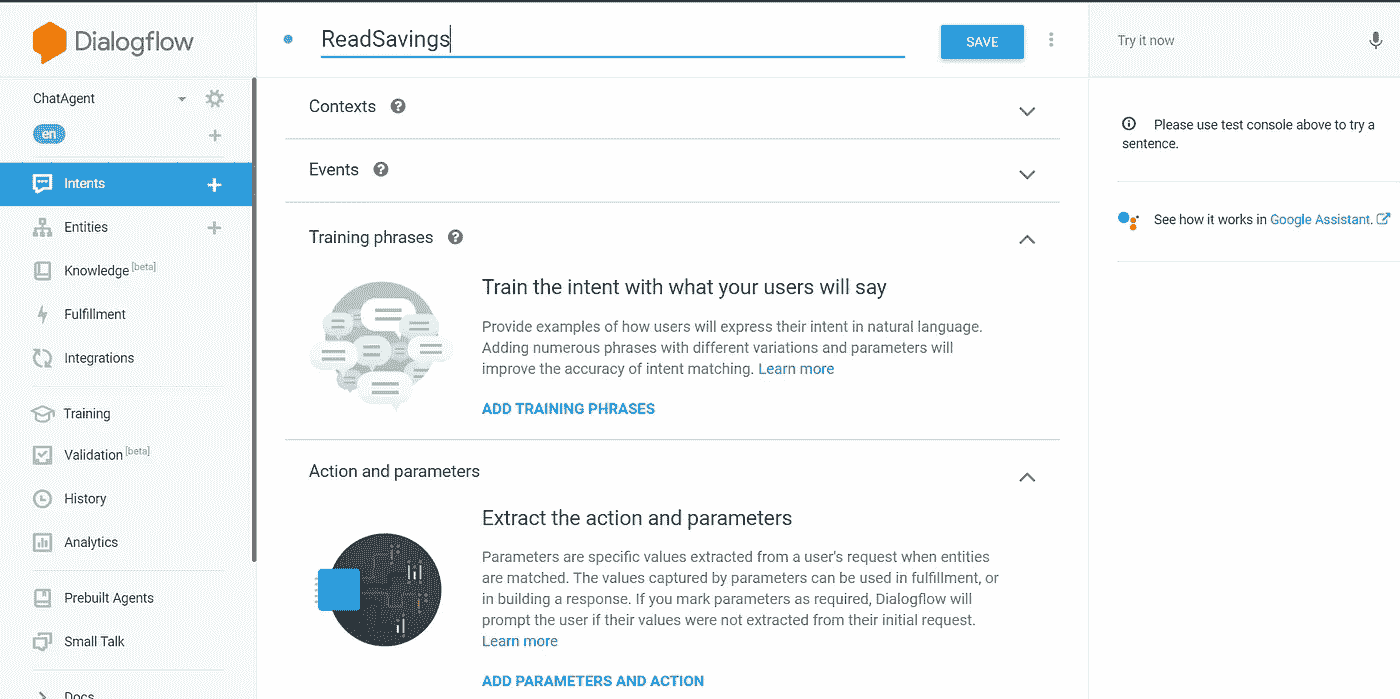 Dialogflow
ChatAgent
en
Intents
Entities
Knowledge [beta]
Fulfillment
Integrations
Training
Validation [beta]
History
Analytics
Prebuilt Agents
Small Talk
Docs
ReadSavings
SAVE
Contexts
Events
Training phrases
Train the intent with what your users will say
Provide examples of how users will express their intent in natural language.
Adding numerous phrases with different variations and parameters will
improve the accuracy of intent matching. Learn more
ADD TRAINING PHRASES
Action and parameters
Extract the action and parameters
Parameters are specific values extracted from a user's request when entities
are matched. The values captured by parameters can be used in fulfillment, or
in building a response. If you mark parameters as required, Dialogflow will
prompt the user if their values were not extracted from their initial request.
Learn more
ADD PARAMETERS AND ACTION
Try it now
Please use test console above to try a
sentence.
See how it works in Google Assistant.